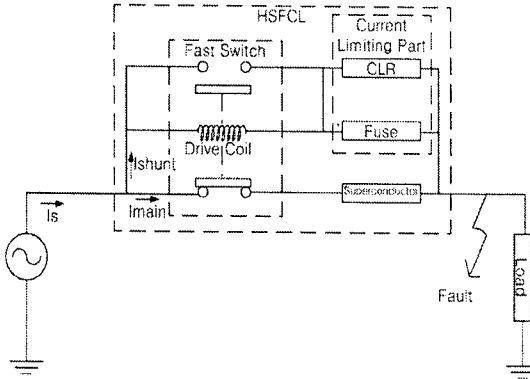 HSFCL
Fast Switch
Current
Limiting Part
CLR
Fuse
Drive Coil
Ishunt
Superconductor
Is
Imain
Load
Fault